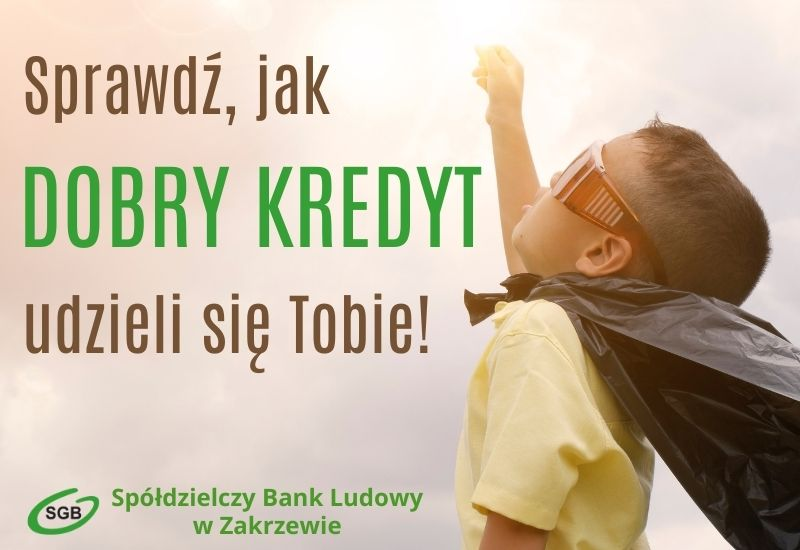 Sprawdź, jak
DOBRY KREDYT
udzieli się Tobie!
SGB
Spółdzielczy Bank Ludowy
w Zakrzewie